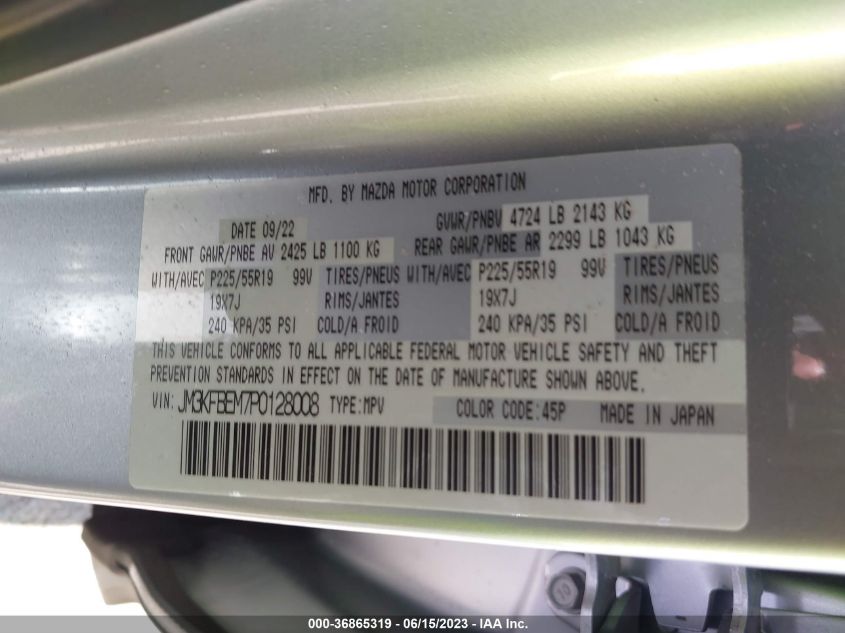 MFD. BY MAZDA MOTOR CORPORATION
DATE 09/22 GVWR/PNBV 4724 LB 2143 KG
FRONT GAWR/PNBE AV 2425 LB 1100 KG REAR GAWR/PNBE AR 2299 LB 1043 KG
WITH/AVEC P225/55R19 99V TIRES/PNEUS WITH/AVEC P225/55R19 99V TIRES/PNEUS
19X7J RIMS/JANTES 19X7J RIMS/JANTES
240 KPA/35 PSI COLD/A FROID 240 KPA/35 PSI COLD/A FROID
THIS VEHICLE CONFORMS TO ALL APPLICABLE FEDERAL MOTOR VEHICLE SAFETY AND THEFT
PREVENTION STANDARDS IN EFFECT ON THE DATE OF MANUFACTURE SHOWN ABOVE.
VIN: JM3KFBEM7P0128008 TYPE:MPV COLOR CODE:45P MADE IN JAPAN
10
000-36865319 - 06/15/2023 - IAA Inc.